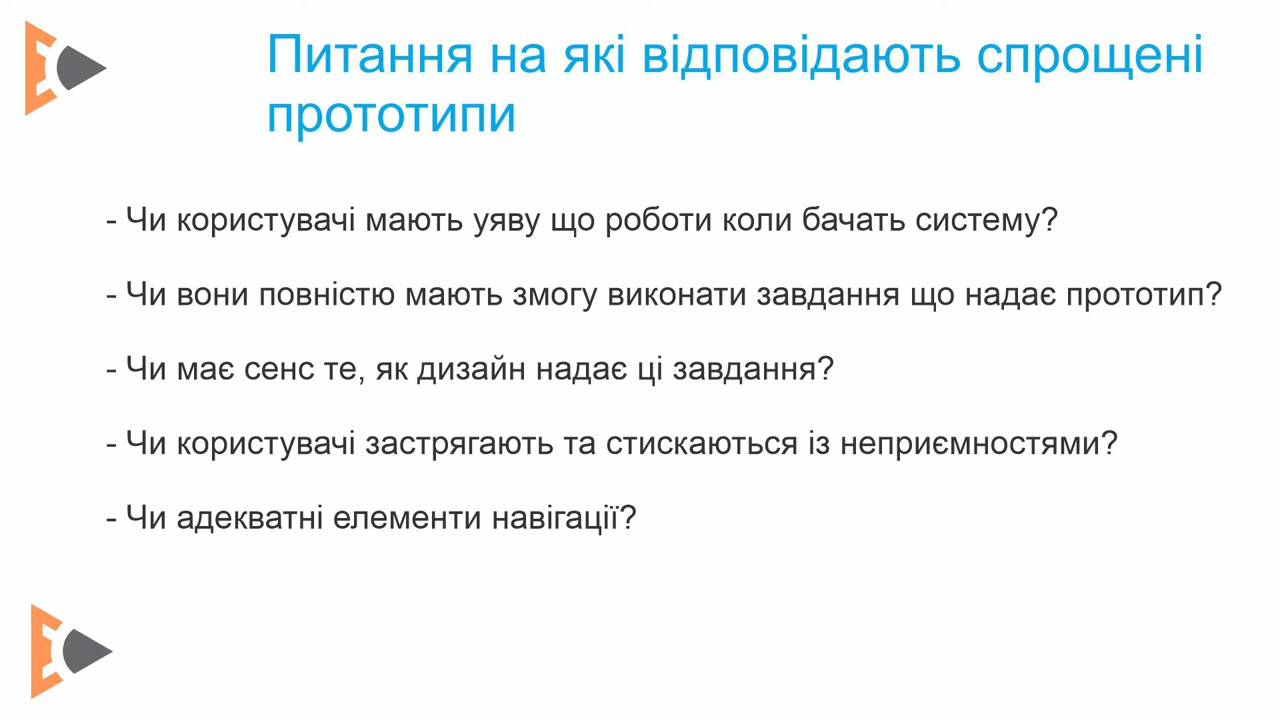 Питання на які відповідають спрощені
прототипи
- Чи користувачі мають уяву що роботи коли бачать систему?
- Чи вони повністю мають змогу виконати завдання що надає прототип?
- Чи має сенс те, як дизайн надає ці завдання?
- Чи користувачі застрягають та стискаються із неприємностями?
- Чи адекватні елементи навігації?